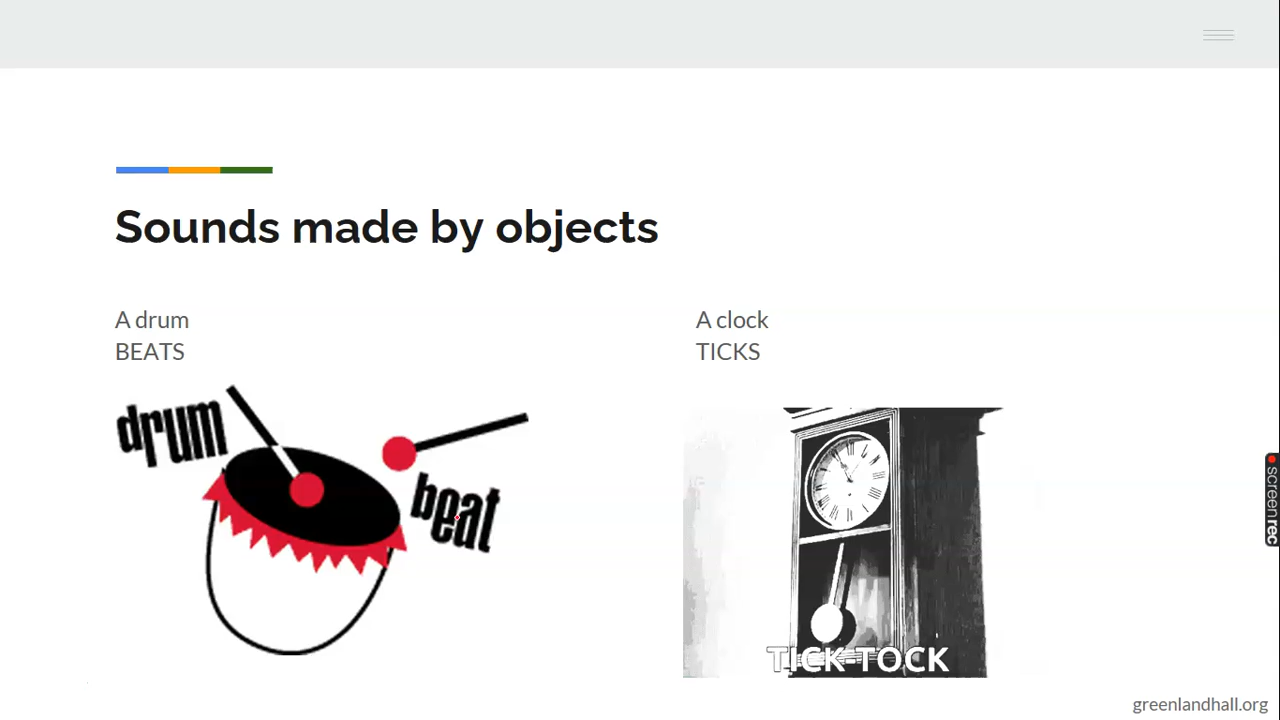 Sounds made by objects
A drum
BEATS
A clock
TICKS
drum
beat
TICK TOCK
screenrec
greenlandhall.org